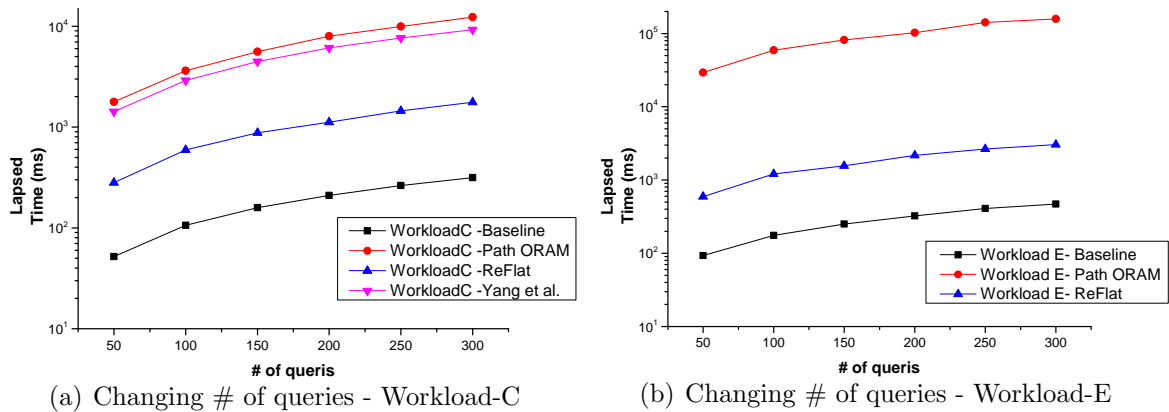 10^4
10^3
10^2
10^1
Lapsed
Time (ms)
WorkloadC -Baseline
WorkloadC -Path ORAM
WorkloadC -ReFlat
WorkloadC -Yang et al.
50 100 150 200 250 300
# of queris
(a) Changing # of queries - Workload-C
10^5
10^4
10^3
10^2
10^1
Lapsed
Time (ms)
Workload E- Baseline
Workload E- Path ORAM
Workload E- ReFlat
50 100 150 200 250 300
# of queris
(b) Changing # of queries - Workload-E